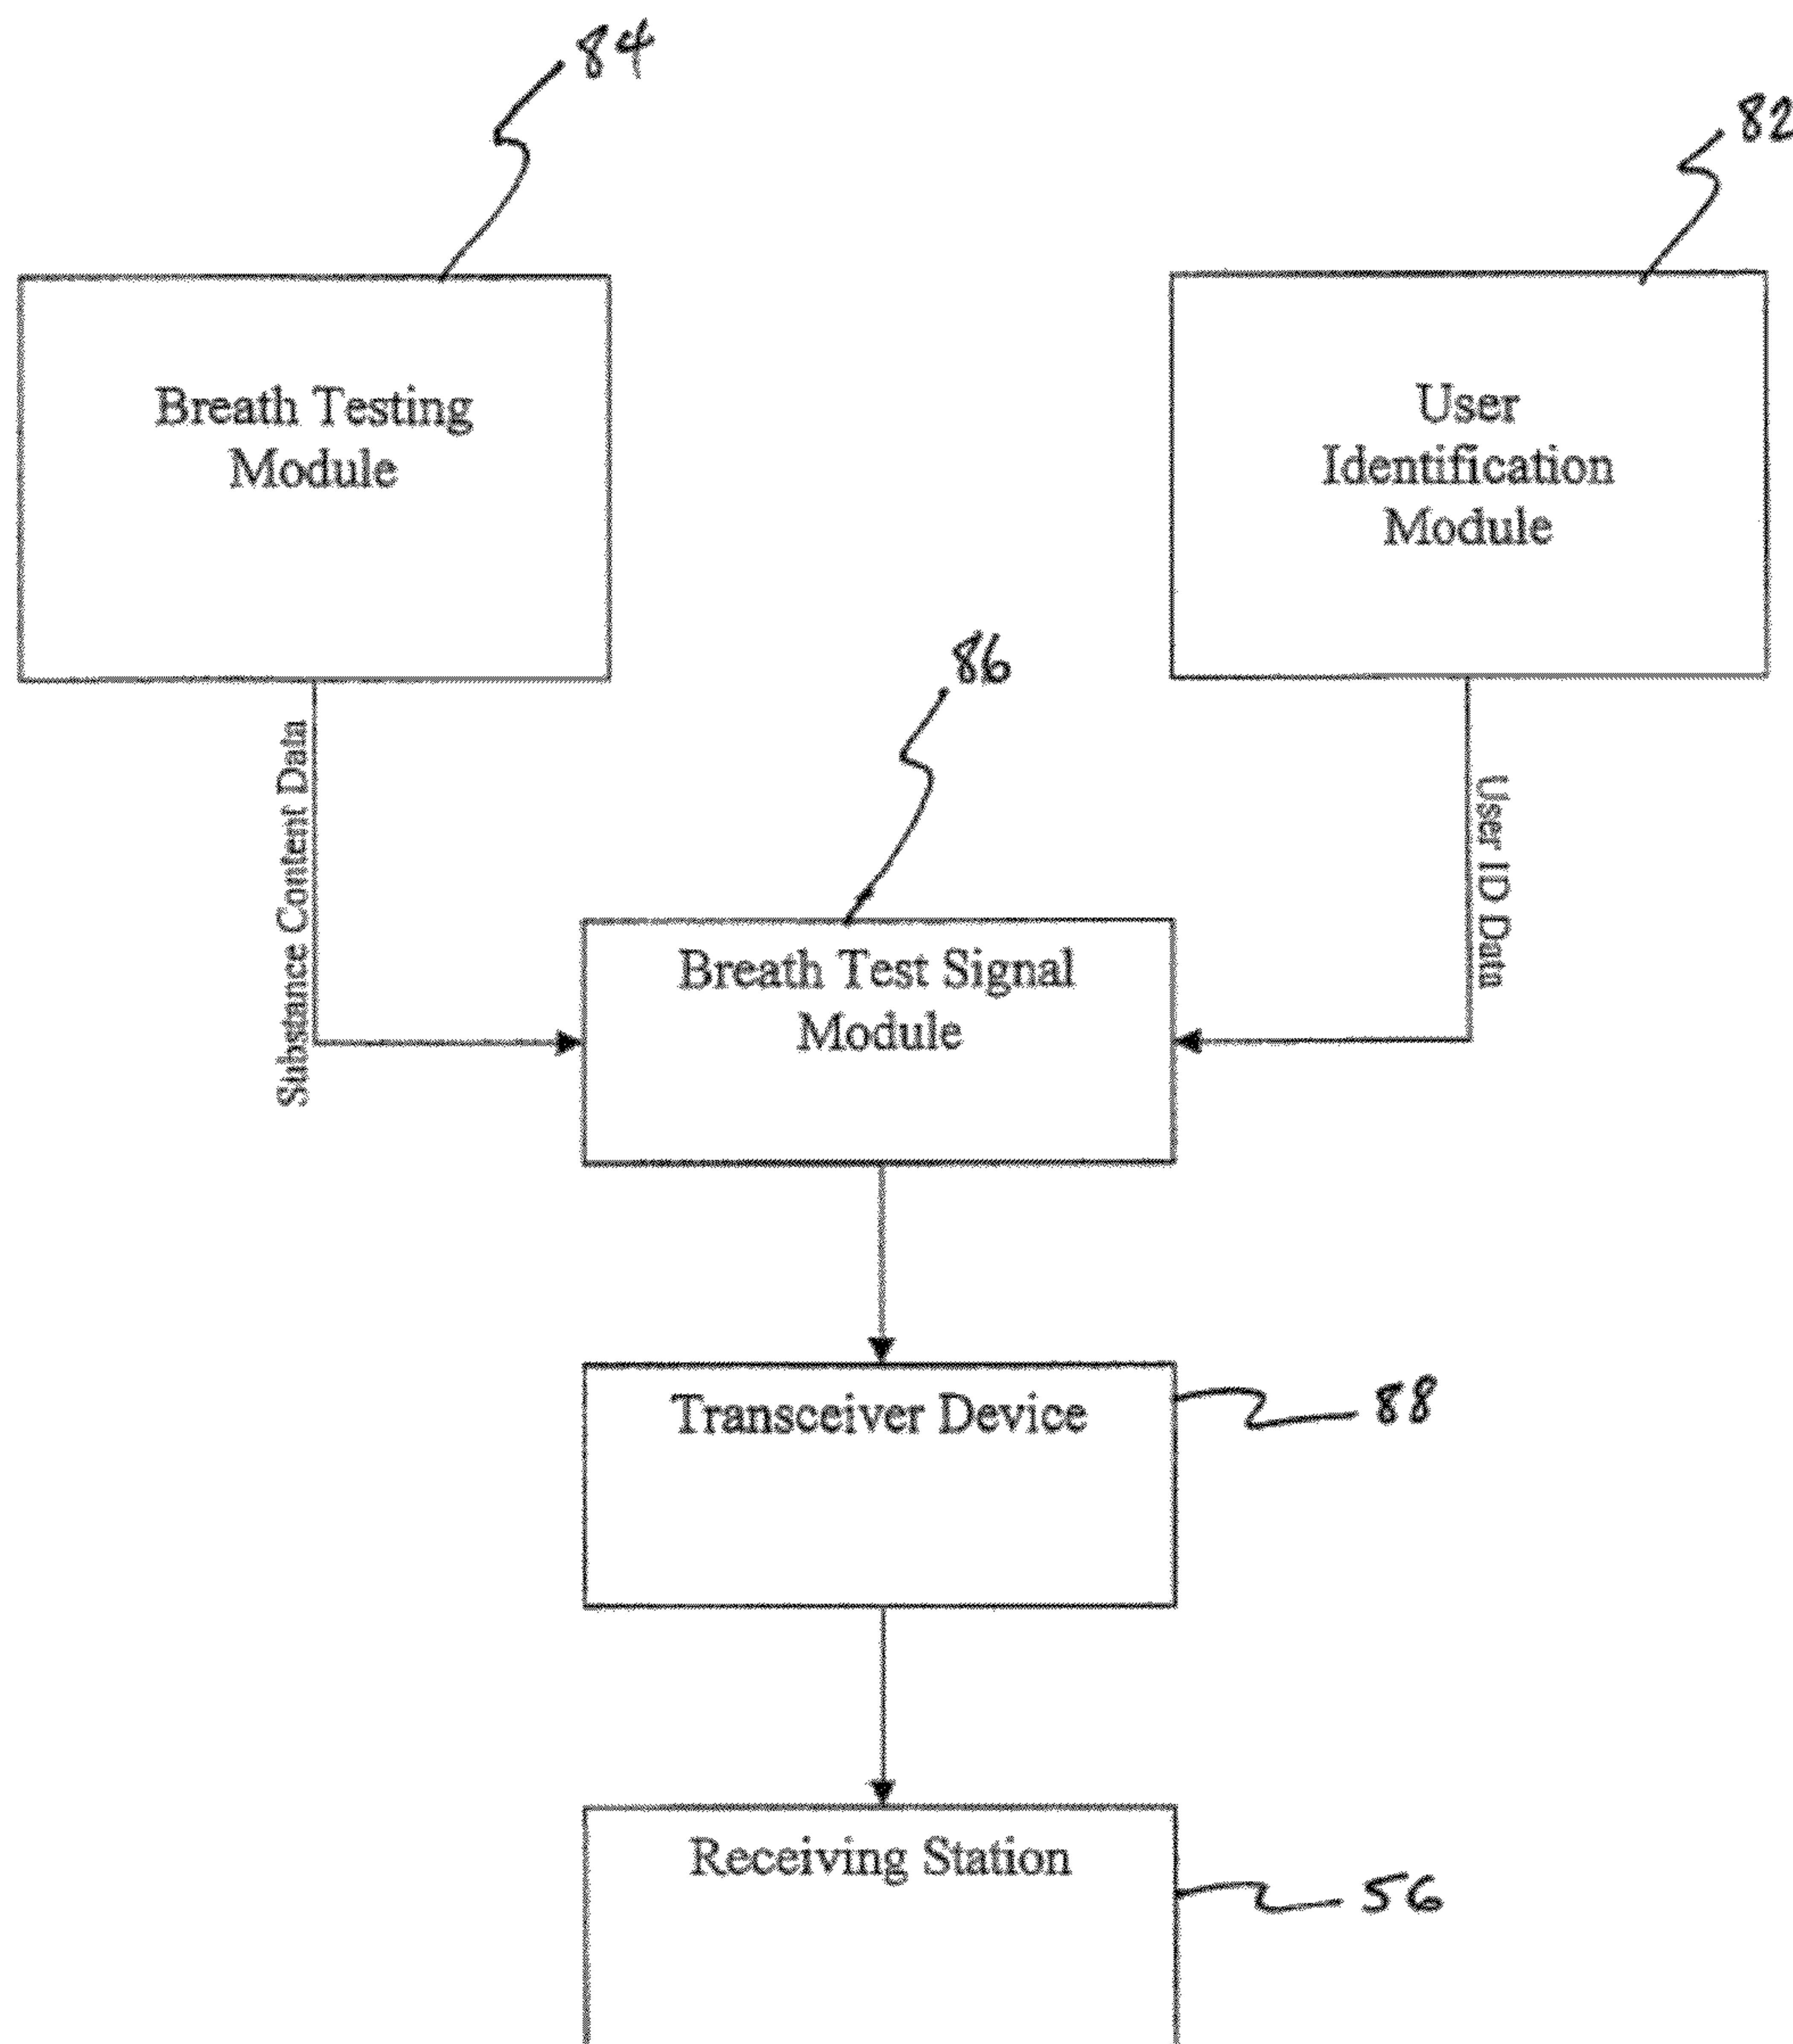 84
82
Breath Testing
Module
User
Identification
Module
86
Substance Content Data
User ID Data
Breath Test Signal
Module
Transceiver Device
88
Receiving Station
56